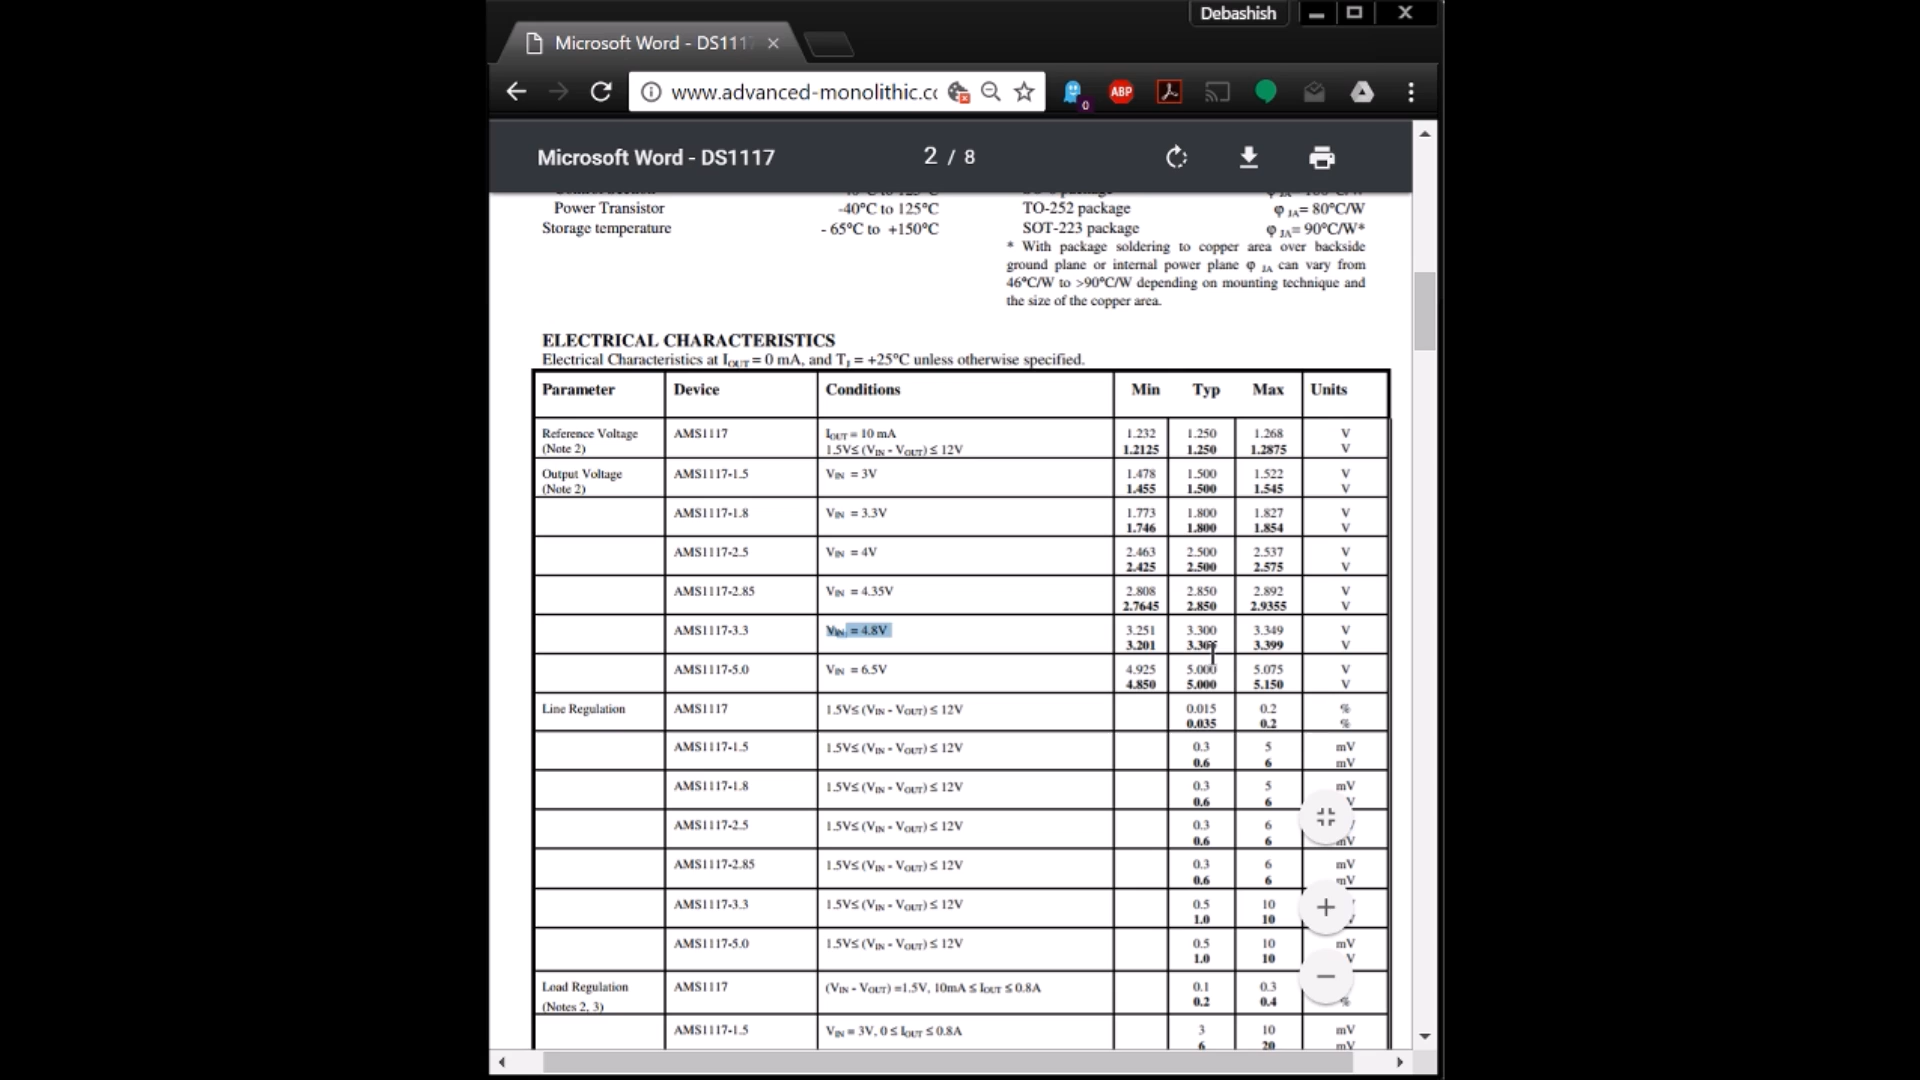 Debashish
Microsoft Word - DS111
www.advanced-monolithic.cc
0
ABP
Microsoft Word - DS1117
2 / 8
Power Transistor -40°C to 125°C TO-252 package φ JA= 80°C/W
Storage temperature - 65°C to +150°C SOT-223 package φ JA= 90°C/W*
* With package soldering to copper area over backside
ground plane or internal power plane φ JA can vary from
46°C/W to >90°C/W depending on mounting technique and
the size of the copper area.
ELECTRICAL CHARACTERISTICS
Electrical Characteristics at IOUT = 0 mA, and TJ = +25°C unless otherwise specified.
Parameter Device Conditions Min Typ Max Units
Reference Voltage AMS1117 IOUT = 10 mA 1.232 1.250 1.268 V
(Note 2) 1.5V≤ (VIN - VOUT) ≤ 12V 1.2125 1.250 1.2875 V
Output Voltage AMS1117-1.5 VIN = 3V 1.478 1.500 1.522 V
(Note 2) 1.455 1.500 1.545 V
AMS1117-1.8 VIN = 3.3V 1.773 1.800 1.827 V
1.746 1.800 1.854 V
AMS1117-2.5 VIN = 4V 2.463 2.500 2.537 V
2.425 2.500 2.575 V
AMS1117-2.85 VIN = 4.35V 2.808 2.850 2.892 V
2.7645 2.850 2.9355 V
AMS1117-3.3 VIN = 4.8V 3.251 3.300 3.349 V
3.201 3.300 3.399 V
AMS1117-5.0 VIN = 6.5V 4.925 5.000 5.075 V
4.850 5.000 5.150 V
Line Regulation AMS1117 1.5V≤ (VIN - VOUT) ≤ 12V 0.015 0.2 %
0.035 0.2 %
AMS1117-1.5 1.5V≤ (VIN - VOUT) ≤ 12V 0.3 5 mV
0.6 6 mV
AMS1117-1.8 1.5V≤ (VIN - VOUT) ≤ 12V 0.3 5 mV
0.6 6 V
AMS1117-2.5 1.5V≤ (VIN - VOUT) ≤ 12V 0.3 6
0.6 6 mV
AMS1117-2.85 1.5V≤ (VIN - VOUT) ≤ 12V 0.3 6 mV
0.6 6 mV
AMS1117-3.3 1.5V≤ (VIN - VOUT) ≤ 12V 0.5 10
1.0 10
AMS1117-5.0 1.5V≤ (VIN - VOUT) ≤ 12V 0.5 10 mV
1.0 10 V
Load Regulation AMS1117 (VIN - VOUT) =1.5V, 10mA ≤ IOUT ≤ 0.8A 0.1 0.3
(Notes 2, 3) 0.2 0.4 %
AMS1117-1.5 VIN = 3V, 0 ≤ IOUT ≤ 0.8A 3 10 mV
6 20 mV